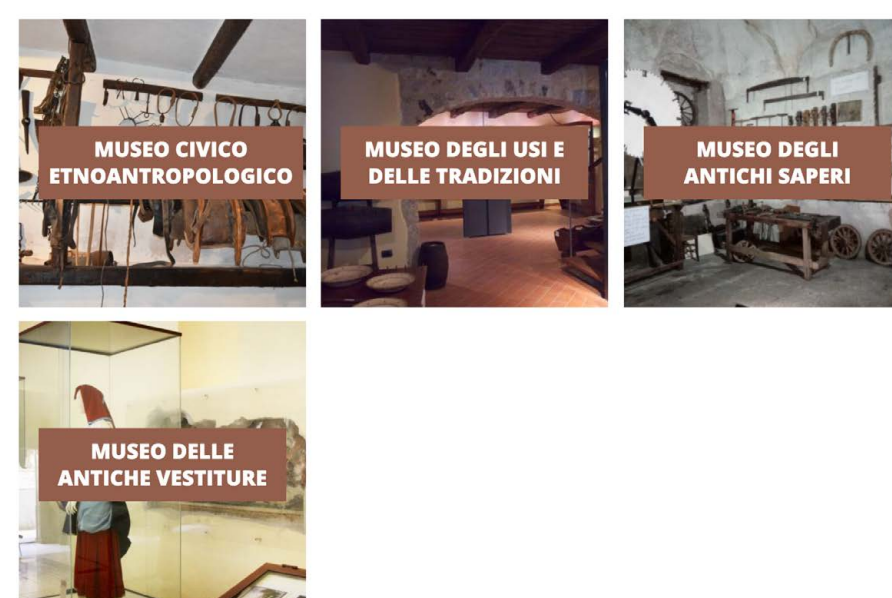 MUSEO CIVICO
ETNOANTROPOLOGICO
MUSEO DEGLI USI E
DELLE TRADIZIONI
MUSEO DEGLI
ANTICHI SAPERI
MUSEO DELLE
ANTICHE VESTITURE